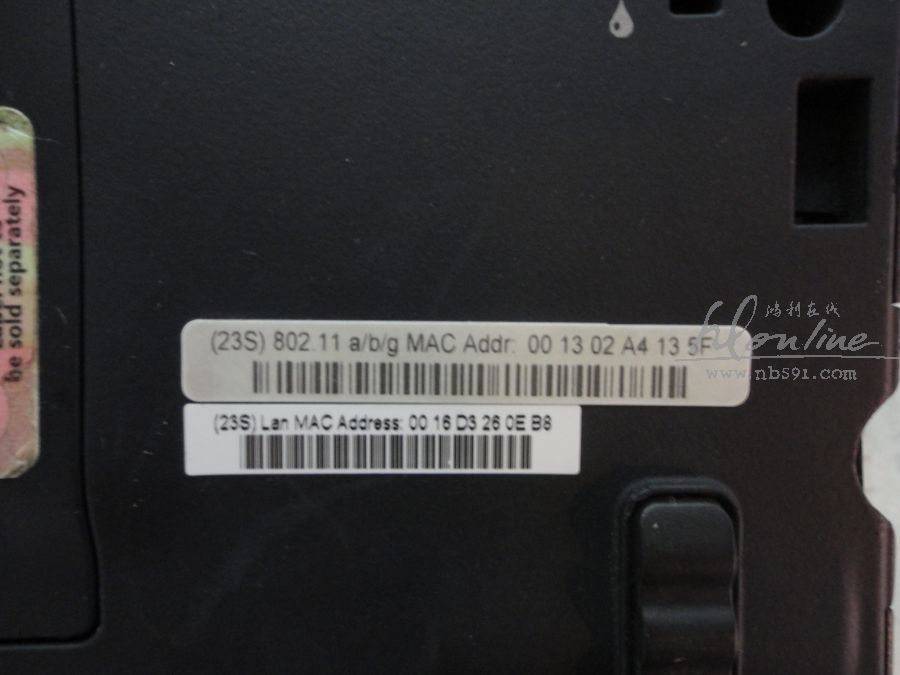 be sold separately
鸿利在线
hlonline
www.nb591.com
(23S) 802.11 a/b/g MAC Addr: 00 13 02 A4 13 5F
(23S) Lan MAC Address: 00 16 D3 26 0E B8